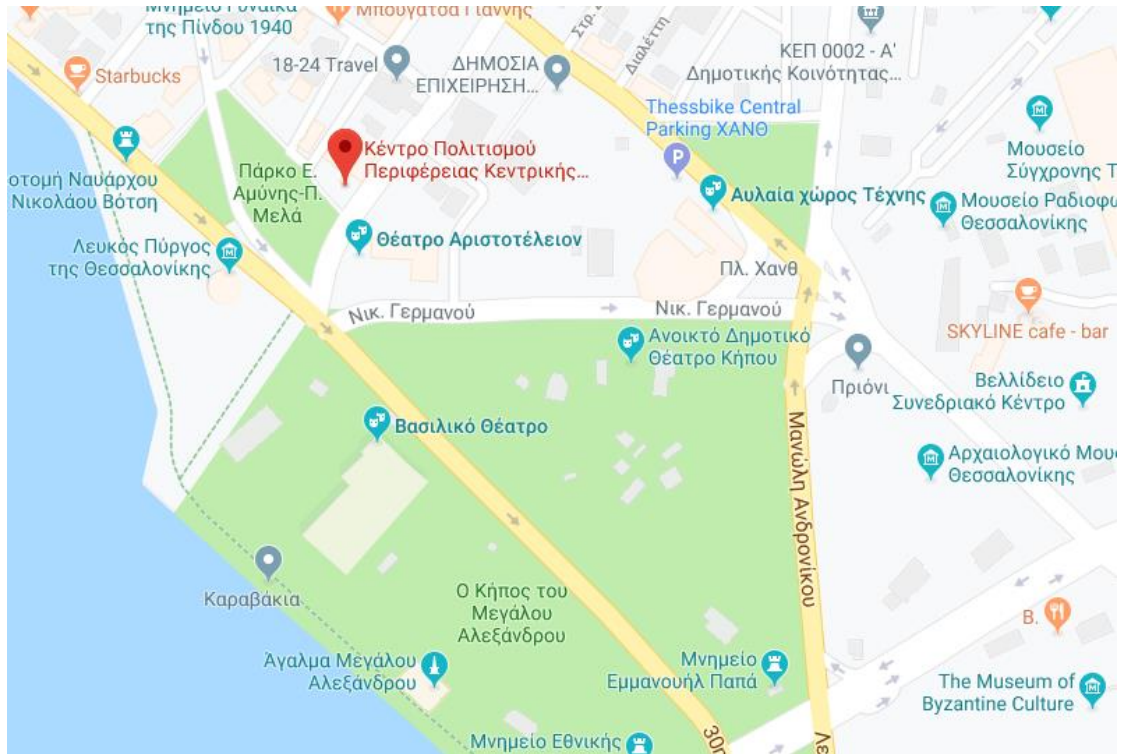 της Πίνδου 1940
Μπουγάτσα Γιάννης
Starbucks
18-24 Travel
ΔΗΜΟΣΙΑ
ΕΠΙΧΕΙΡΗΣΗ...
Διαλέττη
ΚΕΠ 0002 - Α'
Δημοτικής Κοινότητας...
Thessbike Central
Parking ΧΑΝΘ
Μουσείο
Σύγχρονης Τ
Κέντρο Πολιτισμού
Περιφέρειας Κεντρικής...
Πάρκο Ε.
Αμύνης-Π.
Μελά
οτομή Ναυάρχου
Νικολάου Βότση
Αυλαία χώρος Τέχνης
Μουσείο Ραδιοφω
Θεσσαλονίκης
Λευκός Πύργος
της Θεσσαλονίκης
Θέατρο Αριστοτέλειον
Πλ. Χανθ
Νικ. Γερμανού
Νικ. Γερμανού
SKYLINE cafe - bar
Ανοικτό Δημοτικό
Θέατρο Κήπου
Πριόνι
Βελλίδειο
Συνεδριακό Κέντρο
Βασιλικό Θέατρο
Μανώλη Ανδρονίκου
Αρχαιολογικό Μου
Θεσσαλονίκης
Καραβάκια
Ο Κήπος του
Μεγάλου
Αλεξάνδρου
B.
Άγαλμα Μεγάλου
Αλεξάνδρου
Μνημείο
Εμμανουήλ Παπά
The Museum of
Byzantine Culture
Μνημείο Εθνικής
30η
Λε